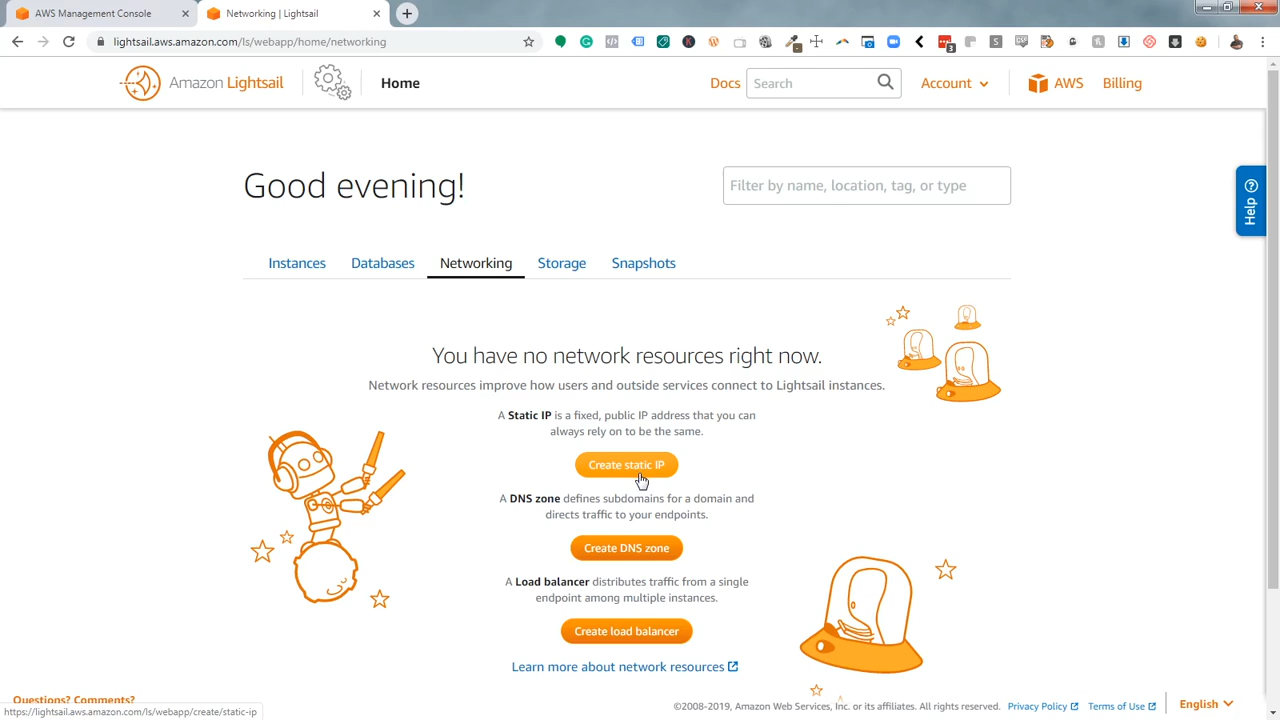 AWS Management Console
Networking | Lightsail
lightsail.aws.amazon.com/ls/webapp/home/networking
Amazon Lightsail
Home
Docs
Search
Account
AWS
Billing
Good evening!
Filter by name, location, tag, or type
Help
Instances
Databases
Networking
Storage
Snapshots
You have no network resources right now.
Network resources improve how users and outside services connect to Lightsail instances.
A Static IP is a fixed, public IP address that you can
always rely on to be the same.
Create static IP
A DNS zone defines subdomains for a domain and
directs traffic to your endpoints.
Create DNS zone
A Load balancer distributes traffic from a single
endpoint among multiple instances.
Create load balancer
Learn more about network resources
Questions? Comments?
https://lightsail.aws.amazon.com/ls/webapp/create/static-ip
©2008-2019, Amazon Web Services, Inc. or its affiliates. All rights reserved.
Privacy Policy
Terms of Use
English